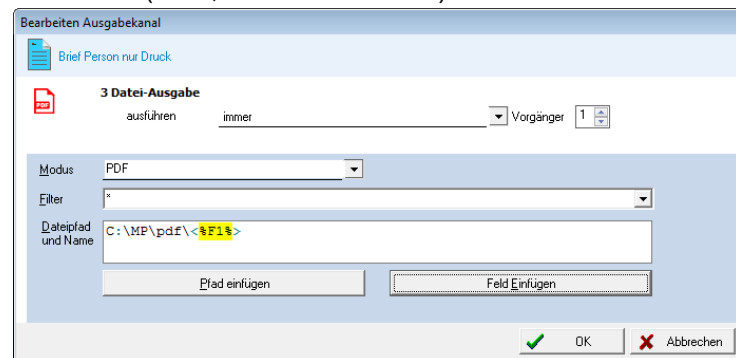 Bearbeiten Ausgabekanal
Brief Person nur Druck
PDF
3 Datei-Ausgabe
ausführen immer Vorgänger 1
Modus PDF
Filter *
Dateipfad
und Name C:\MP\pdf\<%F1%>
Pfad einfügen Feld Einfügen
OK Abbrechen